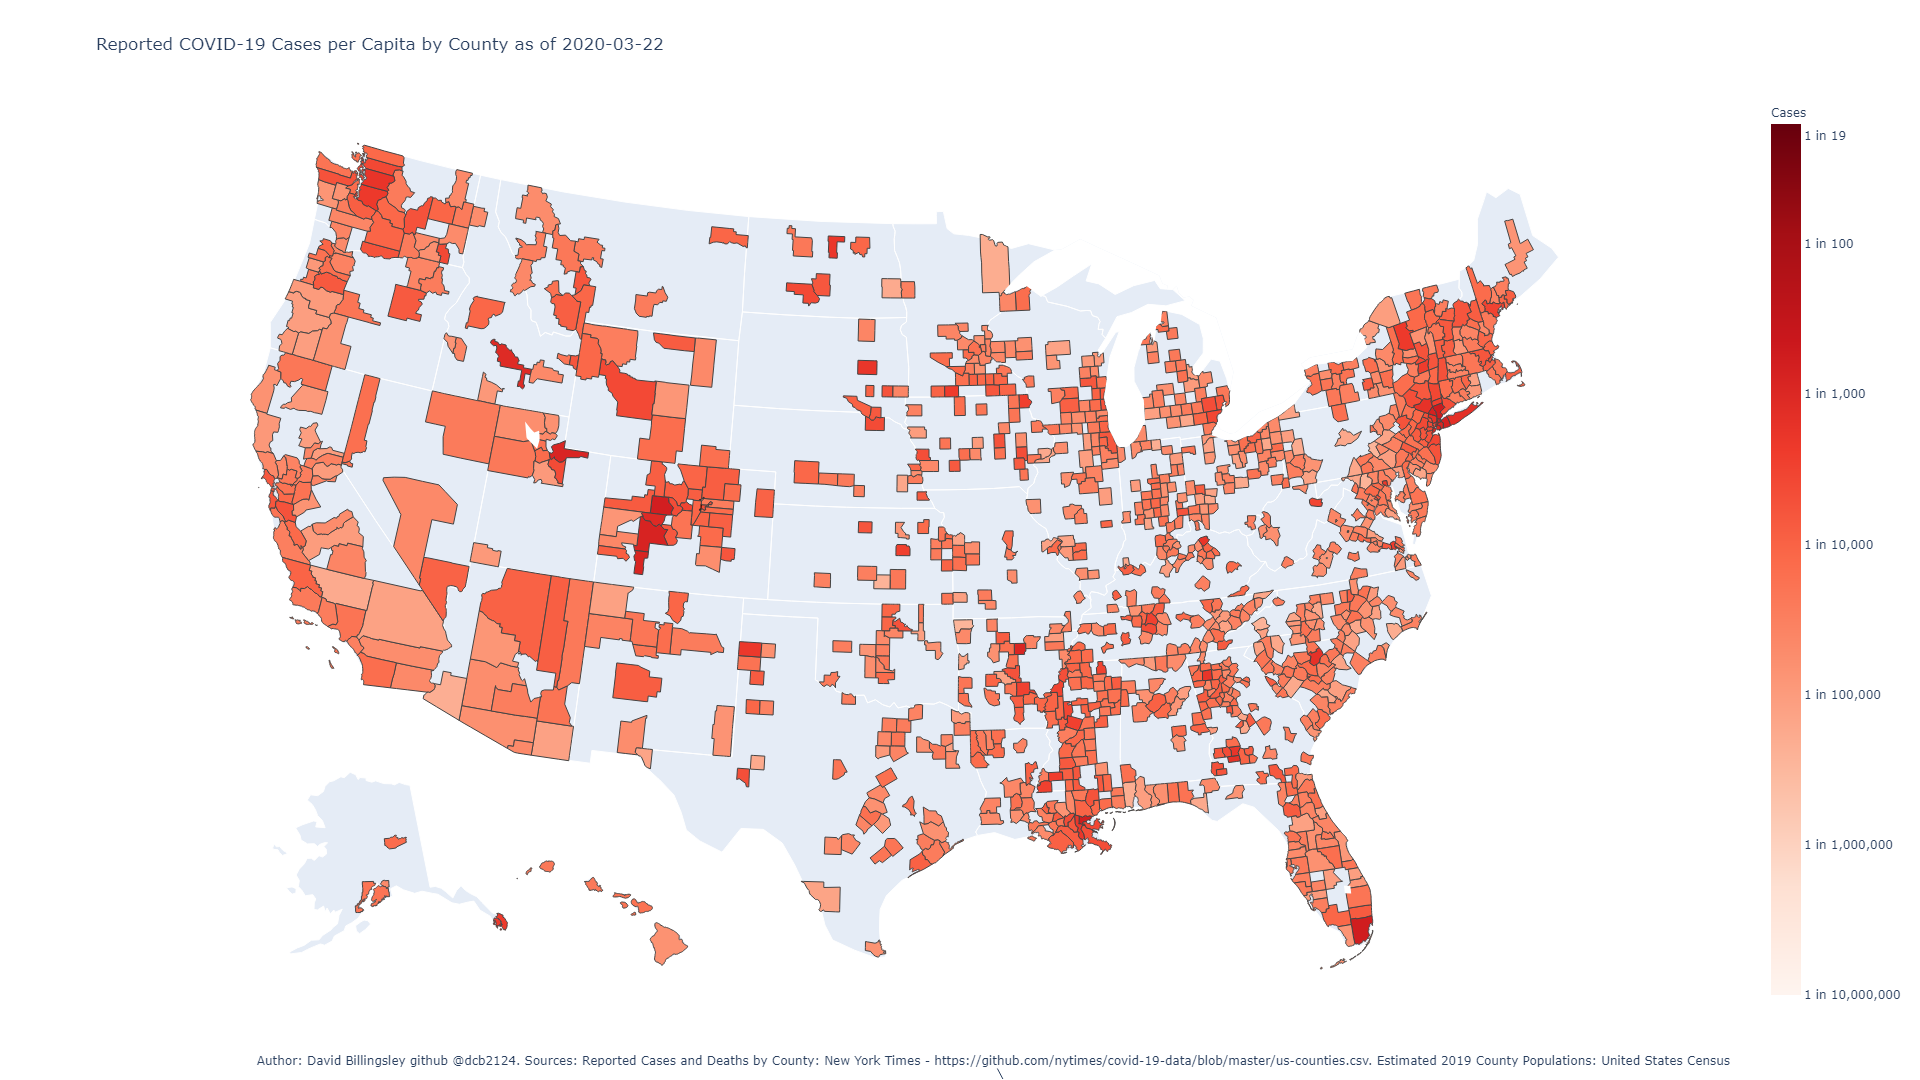 Reported COVID-19 Cases per Capita by County as of 2020-03-22
Cases
1 in 19
1 in 100
1 in 1,000
1 in 10,000
1 in 100,000
1 in 1,000,000
1 in 10,000,000
Author: David Billingsley github @dcb2124. Sources: Reported Cases and Deaths by County: New York Times - https://github.com/nytimes/covid-19-data/blob/master/us-counties.csv. Estimated 2019 County Populations: United States Census